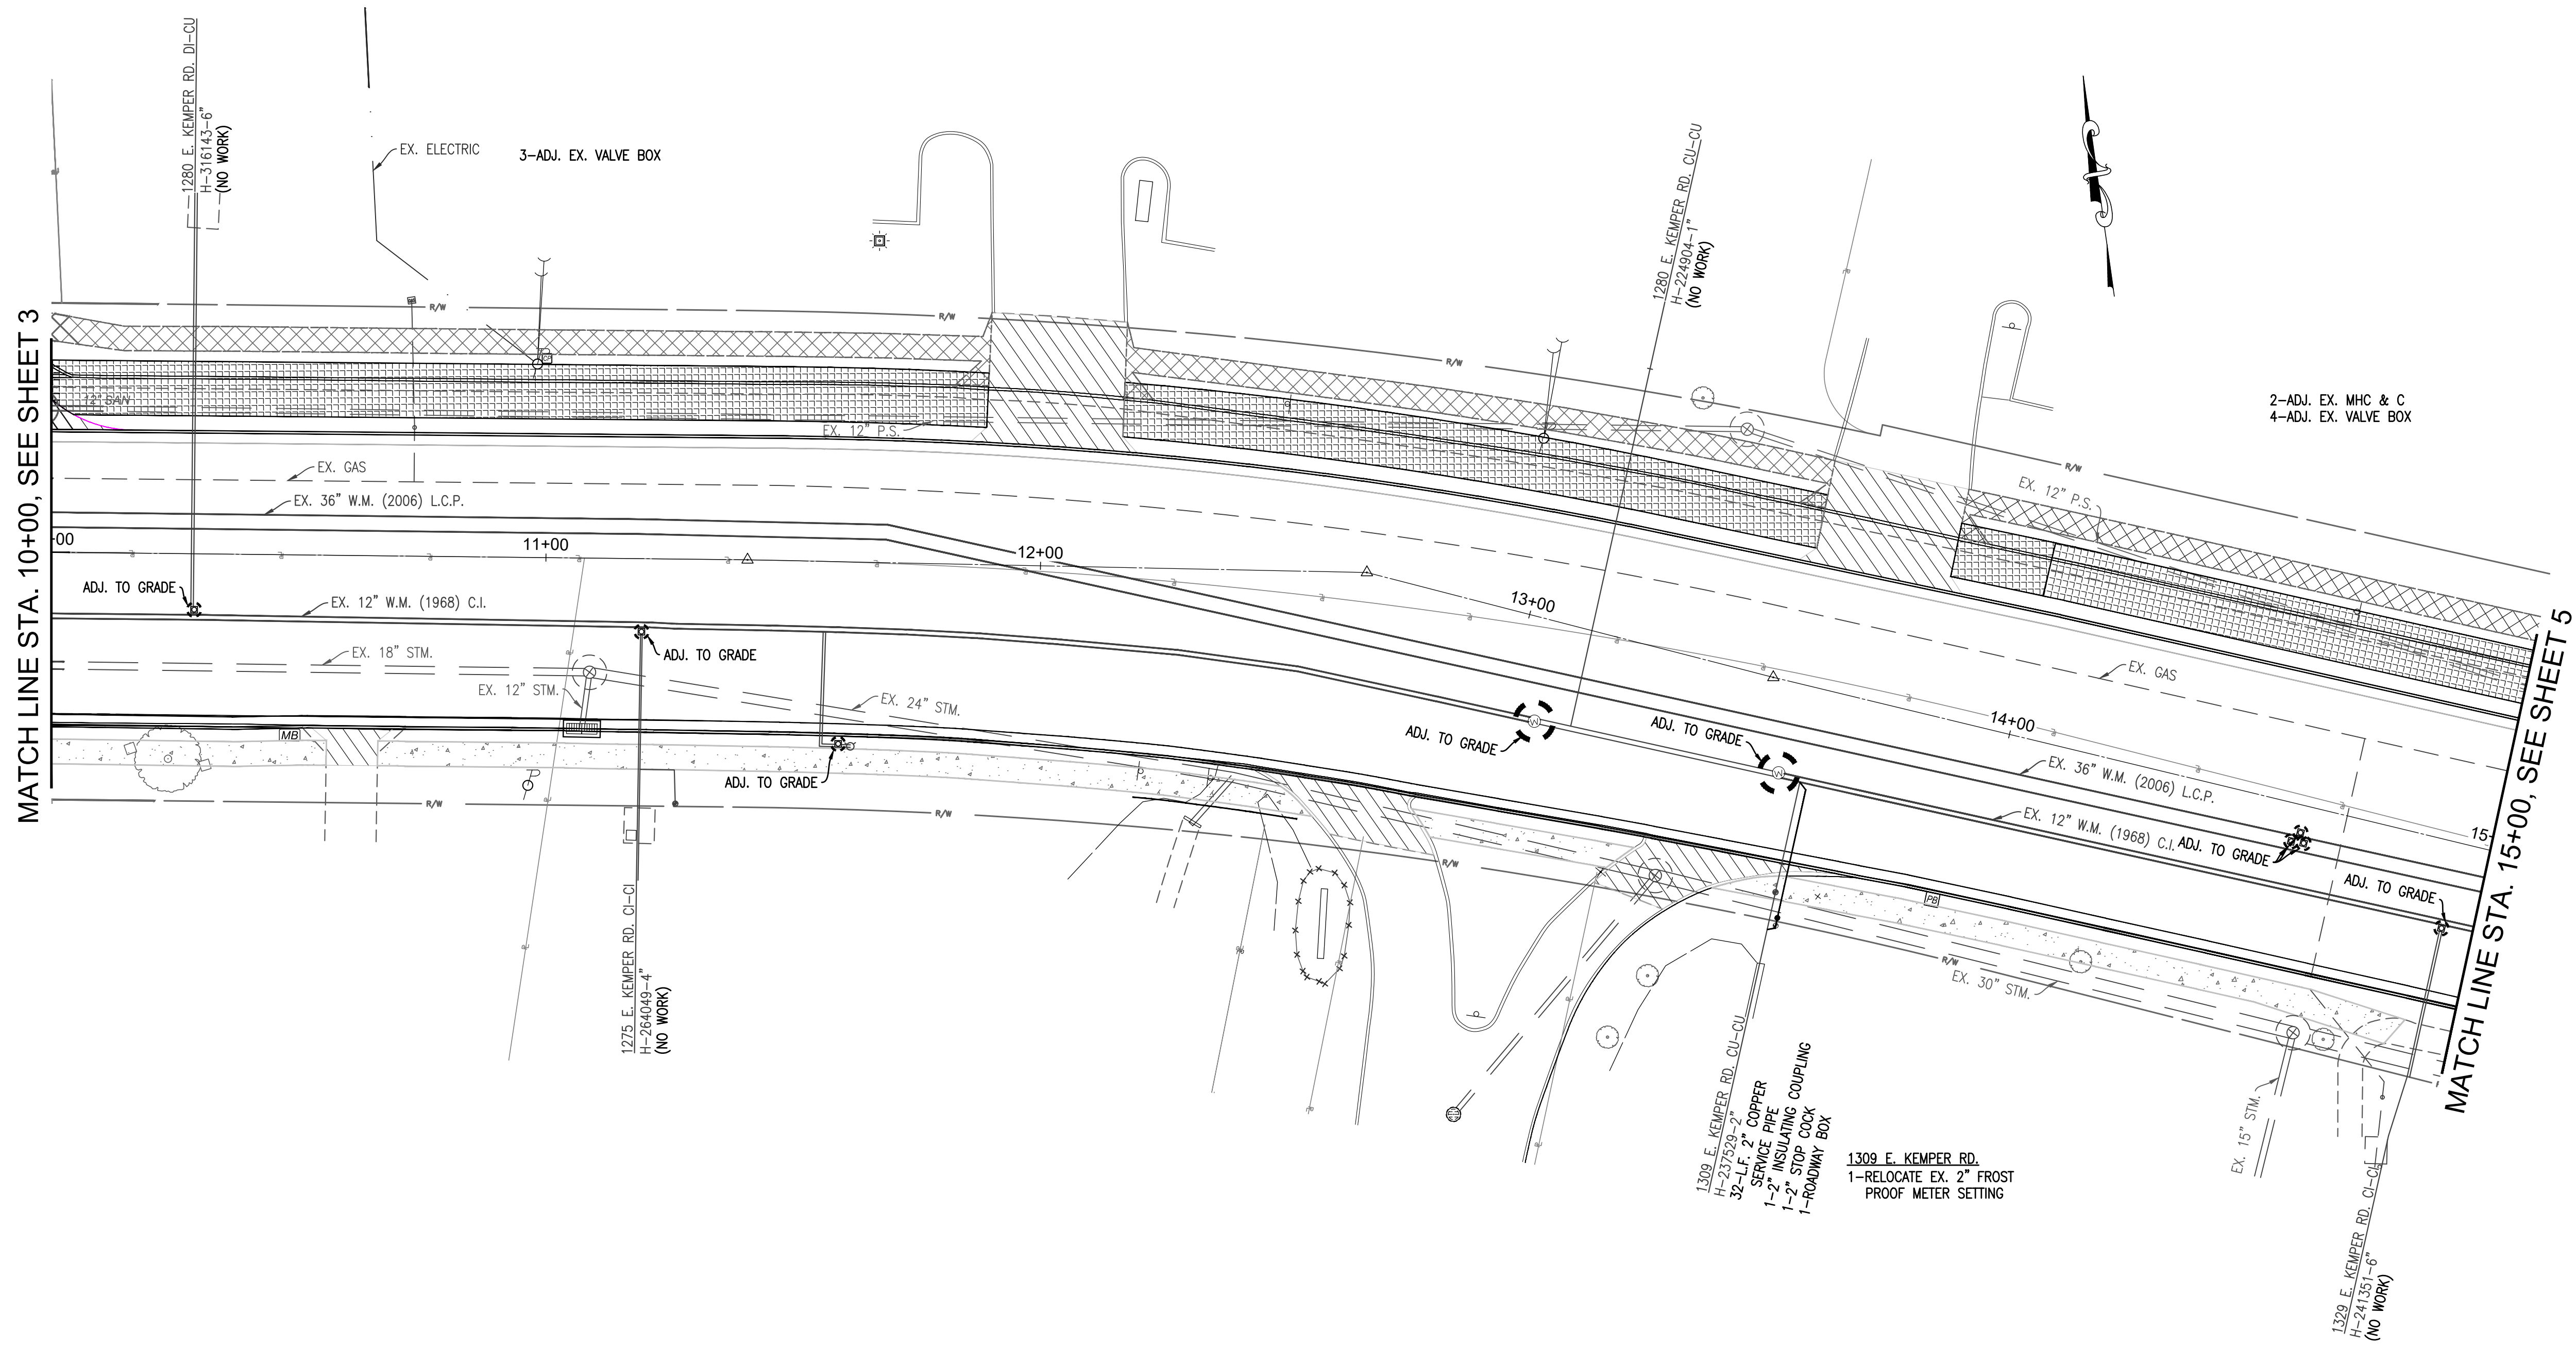 MATCH LINE STA. 10+00, SEE SHEET 3
1280 E. KEMPER RD. DI-CU
H-316143-6"
(NO WORK)
EX. ELECTRIC
3-ADJ. EX. VALVE BOX
R/W
R/W
R/W
R/W
12" SAN
EX. 12" P.S.
EX. GAS
EX. 36" W.M. (2006) L.C.P.
00
11+00
12+00
13+00
14+00
15
ADJ. TO GRADE
EX. 12" W.M. (1968) C.I.
EX. 18" STM.
EX. 12" STM.
ADJ. TO GRADE
EX. 24" STM.
MB
ADJ. TO GRADE
R/W
R/W
R/W
R/W
1275 E. KEMPER RD. CI-CI
H-264049-4"
(NO WORK)
1280 E. KEMPER RD. CU-CU
H-224904-1"
(NO WORK)
2-ADJ. EX. MHC & C
4-ADJ. EX. VALVE BOX
EX. 12" P.S.
EX. GAS
ADJ. TO GRADE
ADJ. TO GRADE
EX. 36" W.M. (2006) L.C.P.
EX. 12" W.M. (1968) C.I.
ADJ. TO GRADE
ADJ. TO GRADE
PB
EX. 30" STM.
EX. 15" STM.
1309 E. KEMPER RD. CU-CU
H-237529-2"
32-L.F. 2" COPPER
SERVICE PIPE
1-2" INSULATING COUPLING
1-2" STOP COCK
1-ROADWAY BOX
1309 E. KEMPER RD.
1-RELOCATE EX. 2" FROST
PROOF METER SETTING
1329 E. KEMPER RD. CI-CI
H-241351-6"
(NO WORK)
MATCH LINE STA. 15+00, SEE SHEET 5